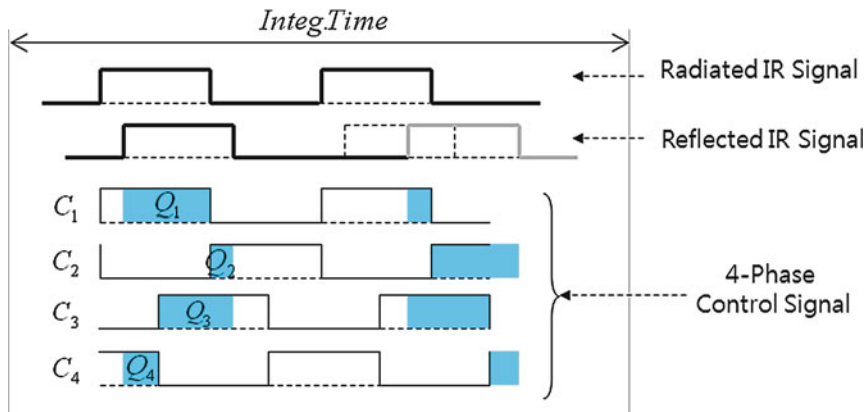 Integ.Time
Radiated IR Signal
Reflected IR Signal
C1 Q1
C2 Q2
C3 Q3
C4 Q4
4-Phase
Control Signal